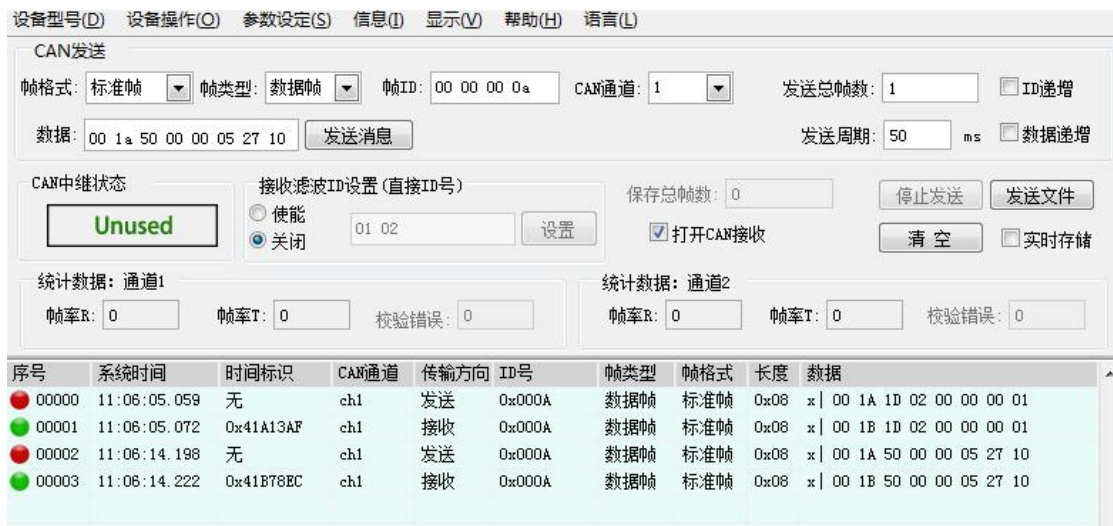 设备型号(D) 设备操作(O) 参数设定(S) 信息(I) 显示(V) 帮助(H) 语言(L)
CAN发送
帧格式: 标准帧 帧类型: 数据帧 帧ID: 00 00 00 0a CAN通道: 1 发送总帧数: 1 ID递增
数据: 00 1a 50 00 00 05 27 10 发送消息 发送周期: 50 ms 数据递增
CAN中继状态 接收滤波ID设置(直接ID号) 保存总帧数: 0 停止发送 发送文件
Unused 使能 01 02 设置 打开CAN接收 清空 实时存储
关闭
统计数据: 通道1 统计数据: 通道2
帧率R: 0 帧率T: 0 校验错误: 0 帧率R: 0 帧率T: 0 校验错误: 0
序号 系统时间 时间标识 CAN通道 传输方向 ID号 帧类型 帧格式 长度 数据
00000 11:06:05.059 无 ch1 发送 0x000A 数据帧 标准帧 0x08 x| 00 1A 1D 02 00 00 00 01
00001 11:06:05.072 0x41A13AF ch1 接收 0x000A 数据帧 标准帧 0x08 x| 00 1B 1D 02 00 00 00 01
00002 11:06:14.198 无 ch1 发送 0x000A 数据帧 标准帧 0x08 x| 00 1A 50 00 00 05 27 10
00003 11:06:14.222 0x41B78EC ch1 接收 0x000A 数据帧 标准帧 0x08 x| 00 1B 50 00 00 05 27 10